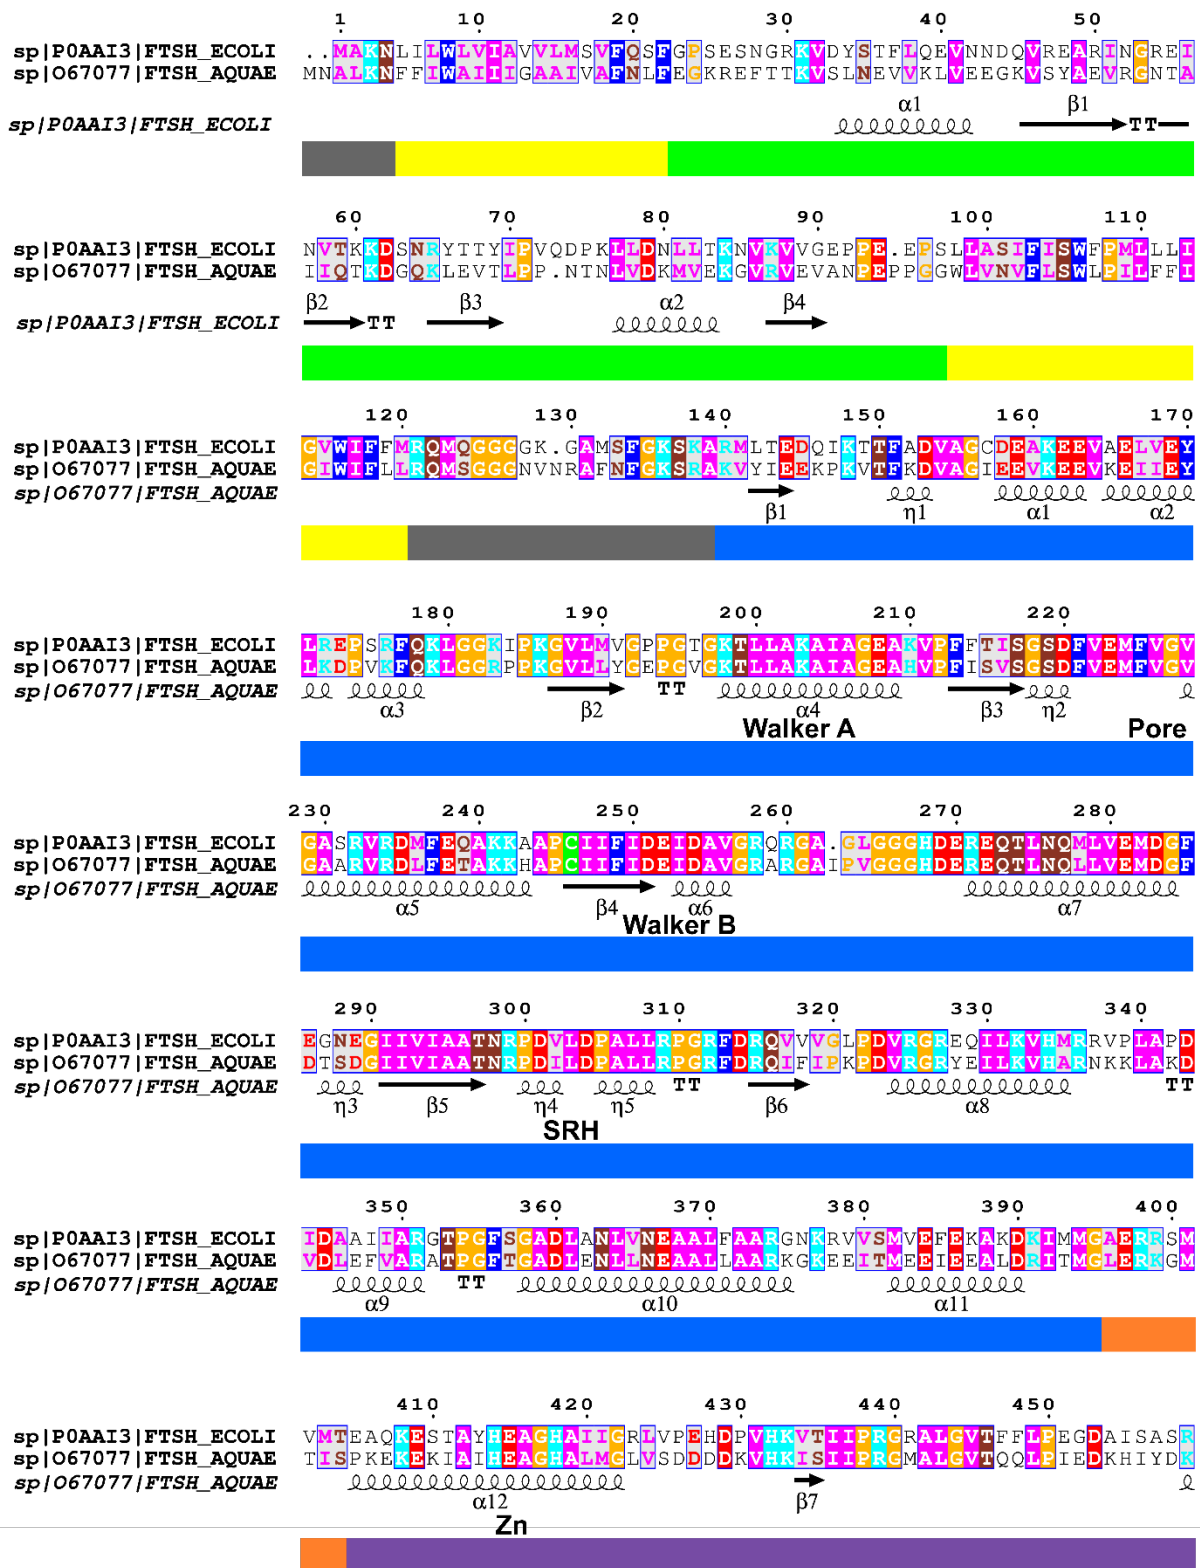 1 10 20 30 40 50
sp|P0AAI3|FTSH_ECOLI ..MAKNLILWLVIAVVLMSVFQSFGPSESNGRKVDYSTFLQEVNNDQVREARINGREI
sp|O67077|FTSH_AQUAE MNALKNFFIWAIIIGAAIVAFNLFEGKREFTTKVSLNEVVKLVEEGKVSYAEVRGNTA
α1 β1
sp|P0AAI3|FTSH_ECOLI TT
60 70 80 90 100 110
sp|P0AAI3|FTSH_ECOLI NVTKKDSNRYTTYIPVQDPKLLDNLLTKNVKVVGEPPE.EPSLLASIFISWFPMLLLI
sp|O67077|FTSH_AQUAE IIQTKDGQKLEVTLPP.NTNLVDKMVEKGVRVEVANPEPPGGWLVNVFLSWLPILFFI
β2 β3 α2 β4
sp|P0AAI3|FTSH_ECOLI TT
120 130 140 150 160 170
sp|P0AAI3|FTSH_ECOLI GVWIFFMRQMQGGGGK.GAMSFGKSKARMLTEDQIKTTFADVAGCDEAKEEVAELVEY
sp|O67077|FTSH_AQUAE GIWIFLLRQMSGGGNVNRAFNFGKSRAKVYIEEKPKVTFKDVAGIEEVKEEVKEIIEY
sp|O67077|FTSH_AQUAE
β1 η1 α1 α2
180 190 200 210 220
sp|P0AAI3|FTSH_ECOLI LREPSRFQKLGGKIPKGVLMVGPPGTGKTLLAKAIAGEAKVPFFTISGSDFVEMFVGV
sp|O67077|FTSH_AQUAE LKDPVKFQKLGGRPPKGVLLYGEPGVGKTLLAKAIAGEAHVPFISVSGSDFVEMFVGV
sp|O67077|FTSH_AQUAE TT
α3 β2 α4 β3 η2
Walker A Pore
230 240 250 260 270 280
sp|P0AAI3|FTSH_ECOLI GASRVRDMFEQAKKAAPCIIFIDEIDAVGRQRGA.GLGGGHDEREQTLNQMLVEMDGF
sp|O67077|FTSH_AQUAE GAARVRDLFETAKKHAPCIIFIDEIDAVGRARGAIPVGGGHDEREQTLNQLLVEMDGF
sp|O67077|FTSH_AQUAE
α5 β4 α6 α7
Walker B
290 300 310 320 330 340
sp|P0AAI3|FTSH_ECOLI EGNEGIIVIAATNRPDVLDPALLRPGRFDRQVVVGLPDVRGREQILKVHMRRVPLAPD
sp|O67077|FTSH_AQUAE DTSDGIIVIAATNRPDILDPALLRPGRFDRQIFIPKPDVRGRYEILKVHARNKKLAKD
sp|O67077|FTSH_AQUAE TT TT
η3 β5 η4 η5 β6 α8
SRH
350 360 370 380 390 400
sp|P0AAI3|FTSH_ECOLI IDAAIIARGTPGFSGADLANLVNEAALFAARGNKRVVSMVEFEKAKDKIMMGAERRSM
sp|O67077|FTSH_AQUAE VDLEFVARATPGFTGADLENLLNEAALLAARKGKEEITMEEIEEALDRITMGLERKGM
sp|O67077|FTSH_AQUAE TT
α9 α10 α11
410 420 430 440 450
sp|P0AAI3|FTSH_ECOLI VMTEAQKESTAYHEAGHAIIGRLVPEHDPVHKVTIIPRGRALGVTFFLPEGDAISASR
sp|O67077|FTSH_AQUAE TISPKEKEKIAIHEAGHALMGLVSDDDDKVHKISIIPRGMALGVTQQLPIEDKHIYDK
sp|O67077|FTSH_AQUAE
α12 β7
Zn